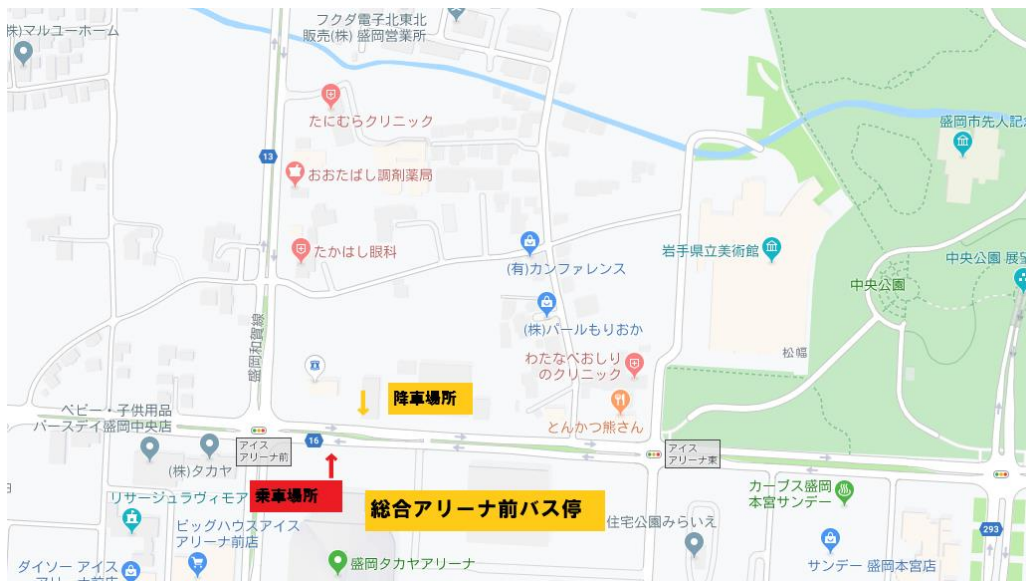 フクダ電子北東北
販売(株) 盛岡営業所
株)マルユーホーム
たにむらクリニック
盛岡市先人記
13
おおたばし調剤薬局
たかはし眼科
(有)カンファレンス
岩手県立美術館
中央公園 展望
中央公園
(株)パールもりおか
盛岡和賀線
松幅
わたなべおしり
のクリニック
降車場所
とんかつ熊さん
ベビー・子供用品
バースデイ盛岡中央店
16
アイス
アリーナ前
アイス
アリーナ東
(株)タカヤ
乗車場所
総合アリーナ前バス停
リサージュラヴィモア
カーブス盛岡
本宮サンデー
ビッグハウスアイス
アリーナ前店
住宅公園みらいえ
293
盛岡タカヤアリーナ
サンデー 盛岡本宮店
ダイソー アイス
アリーナ前店